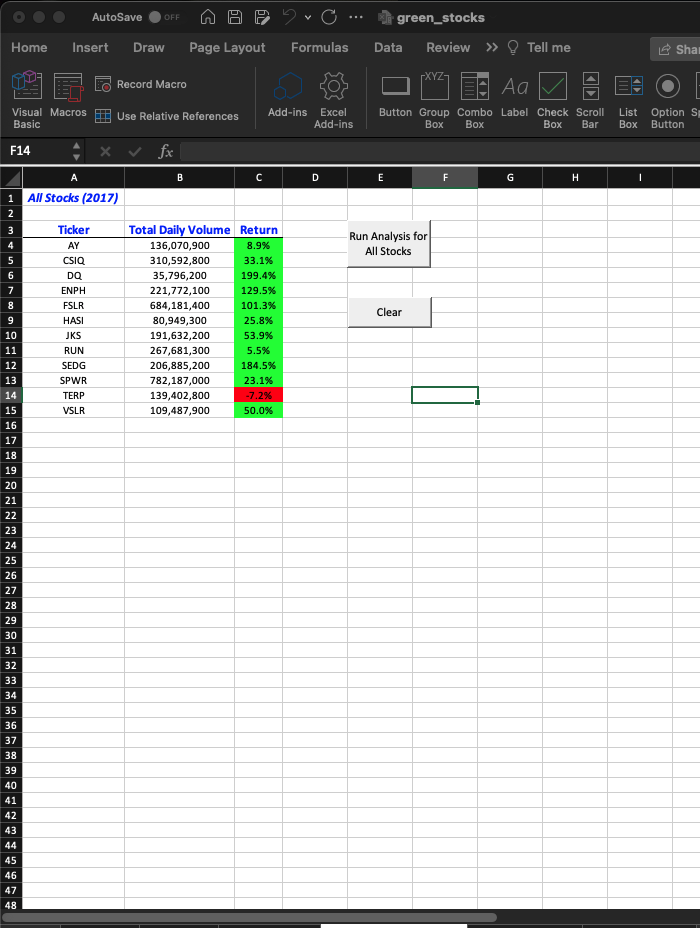 AutoSave OFF ... green_stocks
Home Insert Draw Page Layout Formulas Data Review >> Tell me Shar
Record Macro
Use Relative References
Visual Basic Macros Add-ins Excel Add-ins Button Group Box Combo Box Label Check Box Scroll Bar List Box Option Button Sp
XYZ Aa
F14 fx
A B C D E F G H I
1 All Stocks (2017)
2
3 Ticker Total Daily Volume Return
4 AY 136,070,900 8.9%
5 CSIQ 310,592,800 33.1%
6 DQ 35,796,200 199.4%
7 ENPH 221,772,100 129.5%
8 FSLR 684,181,400 101.3%
9 HASI 80,949,300 25.8%
10 JKS 191,632,200 53.9%
11 RUN 267,681,300 5.5%
12 SEDG 206,885,200 184.5%
13 SPWR 782,187,000 23.1%
14 TERP 139,402,800 -7.2%
15 VSLR 109,487,900 50.0%
Run Analysis for
All Stocks
Clear
16
17
18
19
20
21
22
23
24
25
26
27
28
29
30
31
32
33
34
35
36
37
38
39
40
41
42
43
44
45
46
47
48